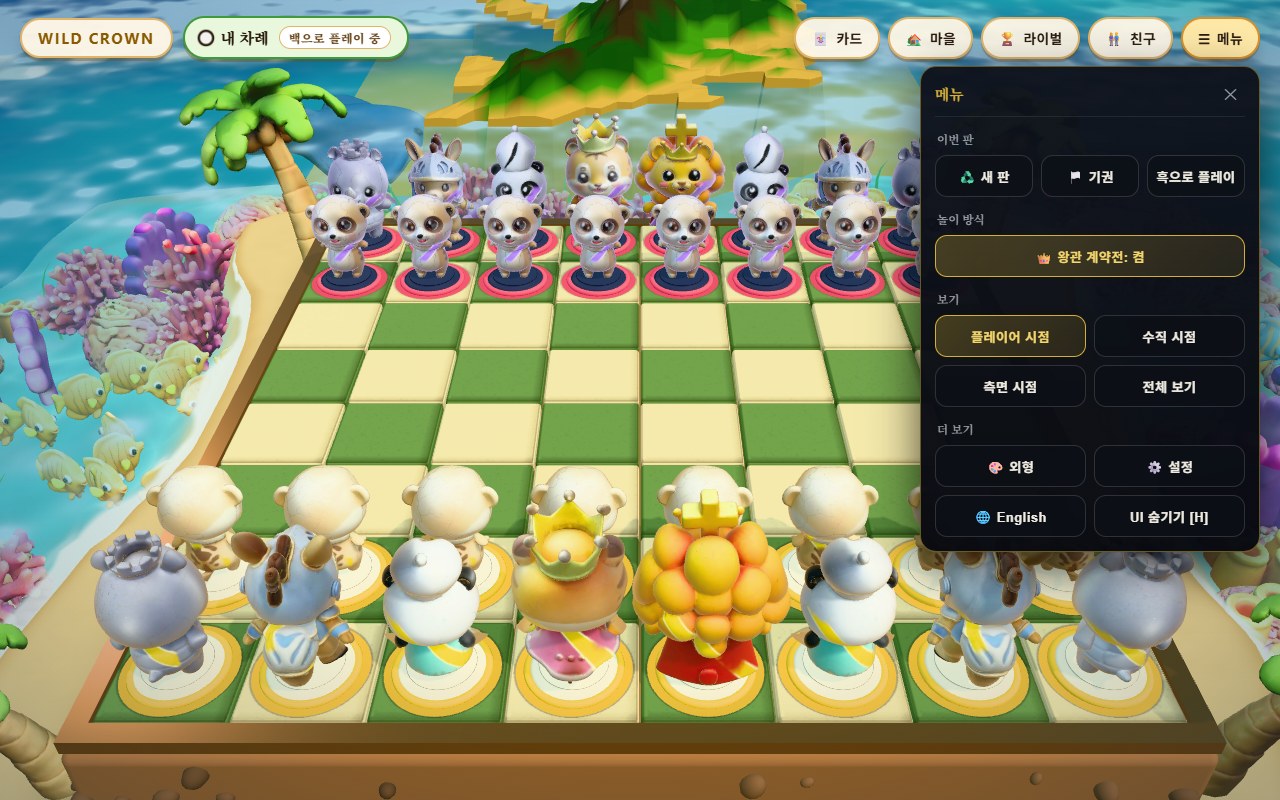 WILD CROWN
내 차례 백으로 플레이 중
카드
마을
라이벌
친구
☰ 메뉴
메뉴
이번 판
새 판
기권
흑으로 플레이
놀이 방식
왕관 계약전: 켬
보기
플레이어 시점
수직 시점
측면 시점
전체 보기
더 보기
외형
설정
English
UI 숨기기 [H]